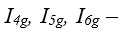 I4g, I5g, I6g –